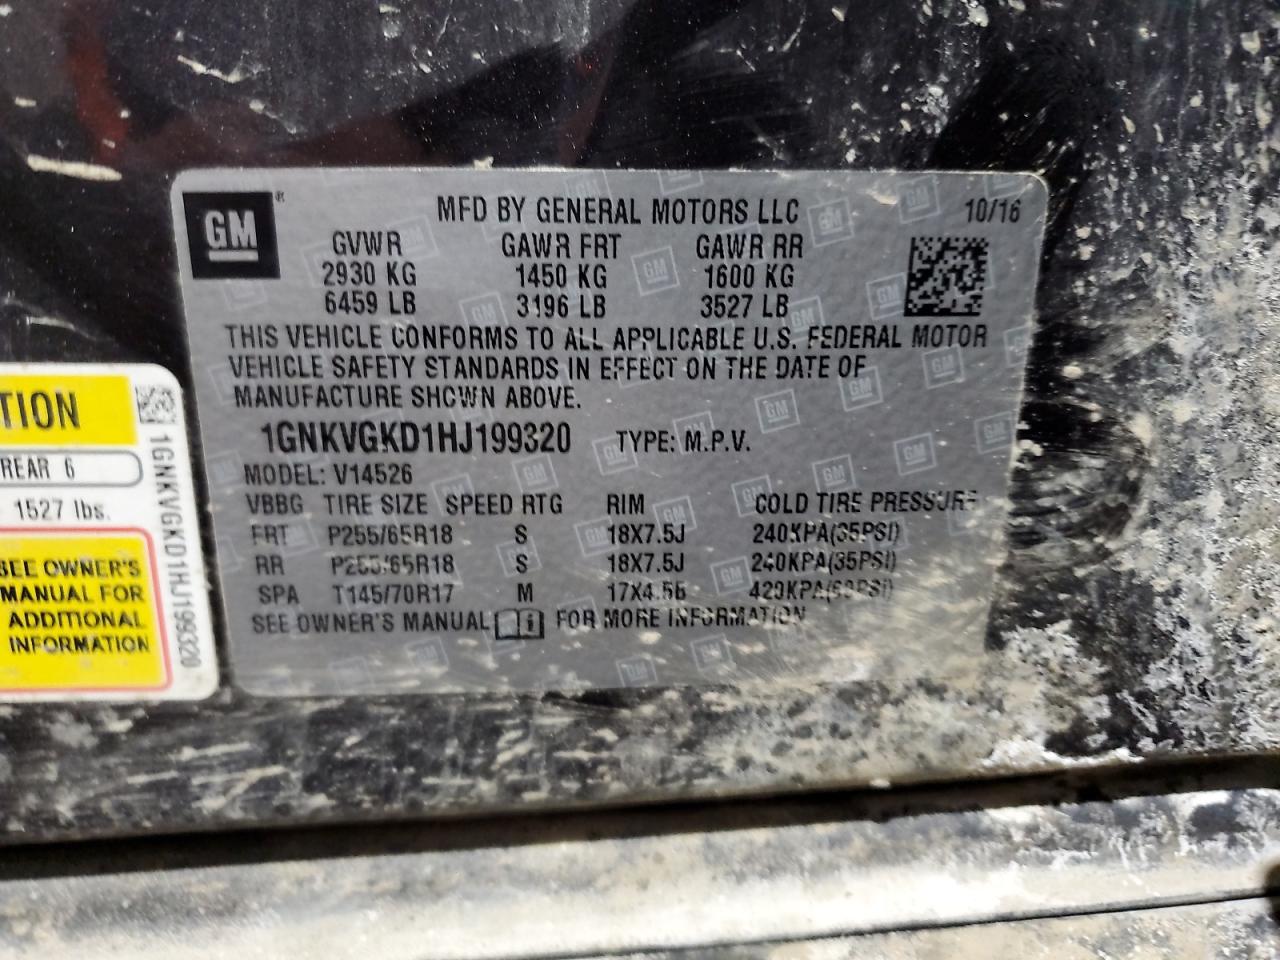 GM
MFD BY GENERAL MOTORS LLC 10/16
GVWR GAWR FRT GAWR RR
2930 KG 1450 KG 1600 KG
6459 LB 3196 LB 3527 LB
THIS VEHICLE CONFORMS TO ALL APPLICABLE U.S. FEDERAL MOTOR
VEHICLE SAFETY STANDARDS IN EFFECT ON THE DATE OF
MANUFACTURE SHOWN ABOVE.
1GNKVGKD1HJ199320 TYPE: M.P.V.
MODEL: V14526
VBBG TIRE SIZE SPEED RTG RIM COLD TIRE PRESSURE
FRT P255/65R18 S 18X7.5J 240KPA(35PSI)
RR P255/65R18 S 18X7.5J 240KPA(35PSI)
SPA T145/70R17 M 17X4.5B 420KPA(60PSI)
SEE OWNER'S MANUAL FOR MORE INFORMATION
TION
REAR 6
1527 lbs.
SEE OWNER'S
MANUAL FOR
ADDITIONAL
INFORMATION
1GNKVGKD1HJ199320